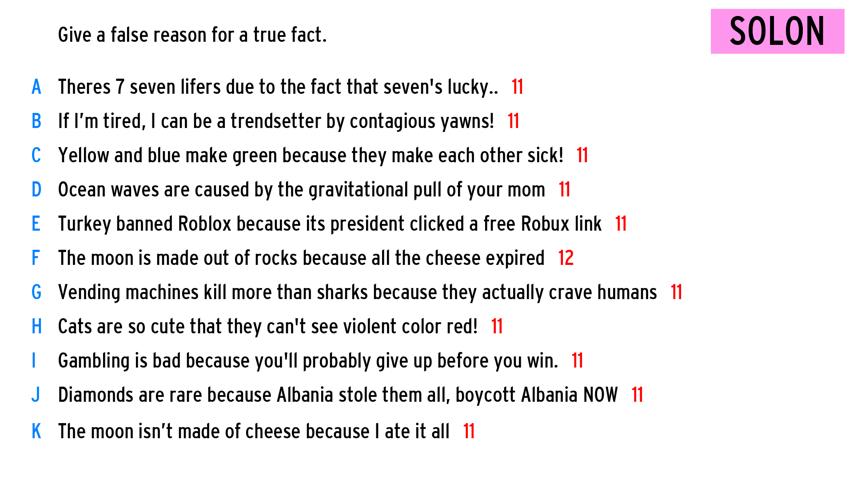 Give a false reason for a true fact.
SOLON
A Theres 7 seven lifers due to the fact that seven's lucky.. 11
B If I'm tired, I can be a trendsetter by contagious yawns! 11
C Yellow and blue make green because they make each other sick! 11
D Ocean waves are caused by the gravitational pull of your mom 11
E Turkey banned Roblox because its president clicked a free Robux link 11
F The moon is made out of rocks because all the cheese expired 12
G Vending machines kill more than sharks because they actually crave humans 11
H Cats are so cute that they can't see violent color red! 11
I Gambling is bad because you'll probably give up before you win. 11
J Diamonds are rare because Albania stole them all, boycott Albania NOW 11
K The moon isn't made of cheese because I ate it all 11